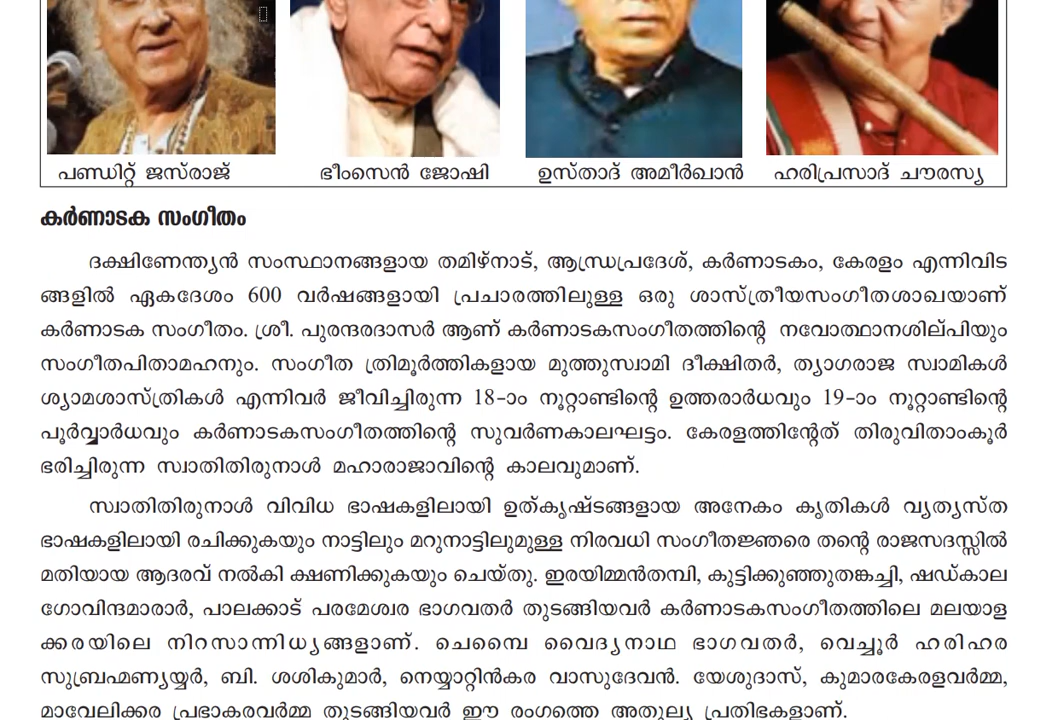 പണ്ഡിറ്റ് ജസ്‌രാജ് ഭീംസെൻ ജോഷി ഉസ്താദ് അമീർഖാൻ ഹരിപ്രസാദ് ചൗരസ്യ
കർണാടക സംഗീതം
ദക്ഷിണേന്ത്യൻ സംസ്ഥാനങ്ങളായ തമിഴ്‌നാട്, ആന്ധ്രപ്രദേശ്, കർണാടകം, കേരളം എന്നിവിട
ങ്ങളിൽ ഏകദേശം 600 വർഷങ്ങളായി പ്രചാരത്തിലുള്ള ഒരു ശാസ്ത്രീയസംഗീതശാഖയാണ്
കർണാടക സംഗീതം. ശ്രീ. പുരന്ദരദാസർ ആണ് കർണാടകസംഗീതത്തിന്റെ നവോത്ഥാനശില്പിയും
സംഗീതപിതാമഹനും. സംഗീത ത്രിമൂർത്തികളായ മുത്തുസ്വാമി ദീക്ഷിതർ, ത്യാഗരാജ സ്വാമികൾ
ശ്യാമശാസ്ത്രികൾ എന്നിവർ ജീവിച്ചിരുന്ന 18-ാം നൂറ്റാണ്ടിന്റെ ഉത്തരാർധവും 19-ാം നൂറ്റാണ്ടിന്റെ
പൂർവ്വാർധവും കർണാടകസംഗീതത്തിന്റെ സുവർണകാലഘട്ടം. കേരളത്തിന്റേത് തിരുവിതാംകൂർ
ഭരിച്ചിരുന്ന സ്വാതിതിരുനാൾ മഹാരാജാവിന്റെ കാലവുമാണ്.
സ്വാതിതിരുനാൾ വിവിധ ഭാഷകളിലായി ഉത്കൃഷ്ടങ്ങളായ അനേകം കൃതികൾ വ്യത്യസ്ത
ഭാഷകളിലായി രചിക്കുകയും നാട്ടിലും മറുനാട്ടിലുമുള്ള നിരവധി സംഗീതജ്ഞരെ തന്റെ രാജസദസ്സിൽ
മതിയായ ആദരവ് നൽകി ക്ഷണിക്കുകയും ചെയ്തു. ഇരയിമ്മൻതമ്പി, കുട്ടിക്കുഞ്ഞുതങ്കച്ചി, ഷഡ്കാല
ഗോവിന്ദമാരാർ, പാലക്കാട് പരമേശ്വര ഭാഗവതർ തുടങ്ങിയവർ കർണാടകസംഗീതത്തിലെ മലയാള
ക്കരയിലെ നിറസാന്നിധ്യങ്ങളാണ്. ചെമ്പൈ വൈദ്യനാഥ ഭാഗവതർ, വെച്ചൂർ ഹരിഹര
സുബ്രഹ്മണ്യയ്യർ, ബി. ശശികുമാർ, നെയ്യാറ്റിൻകര വാസുദേവൻ. യേശുദാസ്, കുമാരകേരളവർമ്മ,
മാവേലിക്കര പ്രഭാകരവർമ്മ തുടങ്ങിയവർ ഈ രംഗത്തെ അതുല്യ പ്രതിഭകളാണ്.